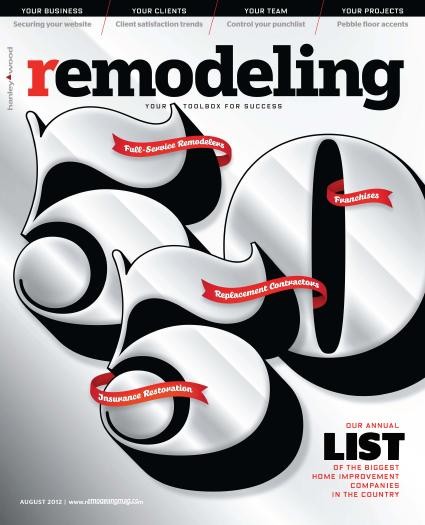 YOUR BUSINESS YOUR CLIENTS YOUR TEAM YOUR PROJECTS
Securing your website Client satisfaction trends Control your punchlist Pebble floor accents
hanley wood
remodeling
YOUR TOOLBOX FOR SUCCESS
Full-Service Remodelers
550
Franchises
Replacement Contractors
Insurance Restoration
OUR ANNUAL
LIST
OF THE BIGGEST
HOME IMPROVEMENT
COMPANIES
IN THE COUNTRY
AUGUST 2012 | www.remodelingmag.com